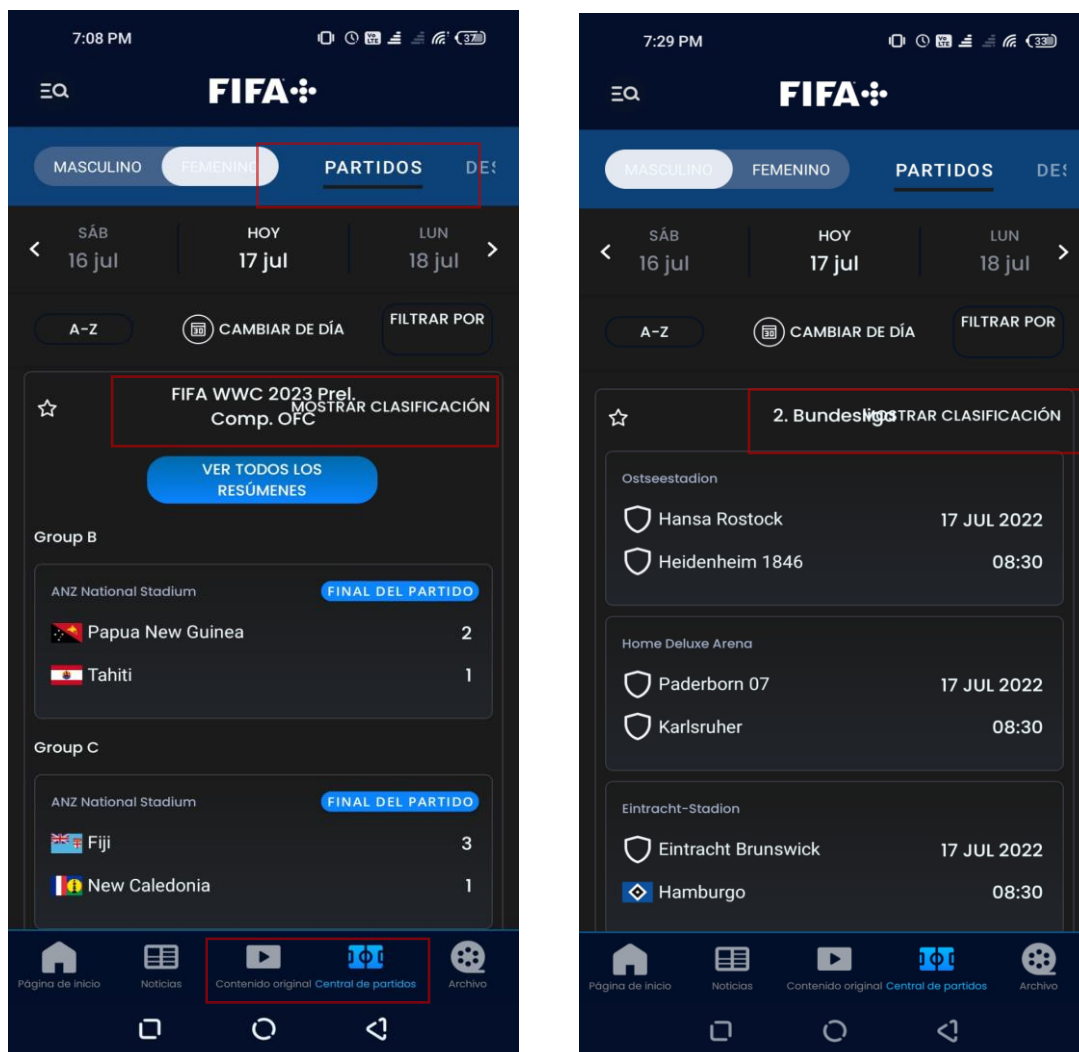 7:08 PM
37
FIFA+
MASCULINO FEMENINO PARTIDOS DES
SÁB HOY LUN
16 jul 17 jul 18 jul
A-Z 30 CAMBIAR DE DÍA FILTRAR POR
FIFA WWC 2023 Prel.
MOSTRAR CLASIFICACIÓN
Comp. OFC
VER TODOS LOS
RESÚMENES
Group B
ANZ National Stadium FINAL DEL PARTIDO
Papua New Guinea 2
Tahiti 1
Group C
ANZ National Stadium FINAL DEL PARTIDO
Fiji 3
New Caledonia 1
Página de inicio Noticias Contenido original Central de partidos Archivo
7:29 PM
33
FIFA+
MASCULINO FEMENINO PARTIDOS DES
SÁB HOY LUN
16 jul 17 jul 18 jul
A-Z 30 CAMBIAR DE DÍA FILTRAR POR
2. Bundesliga MOSTRAR CLASIFICACIÓN
Ostseestadion
Hansa Rostock 17 JUL 2022
Heidenheim 1846 08:30
Home Deluxe Arena
Paderborn 07 17 JUL 2022
Karlsruher 08:30
Eintracht-Stadion
Eintracht Brunswick 17 JUL 2022
Hamburgo 08:30
Página de inicio Noticias Contenido original Central de partidos Archivo